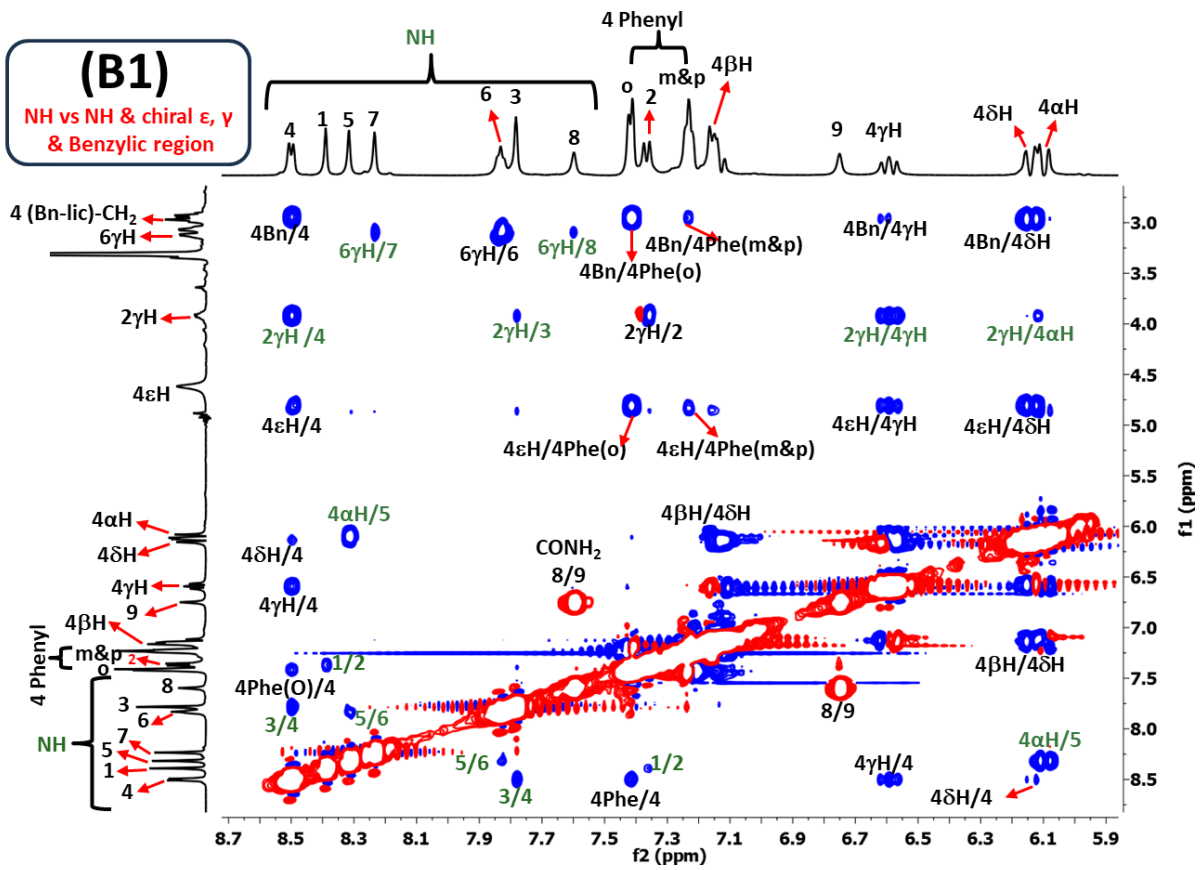 (B1)
NH vs NH & chiral ε, γ
& Benzylic region
NH
4 Phenyl
o
m&p
4βH
4 1 5 7 6 3 8 2 9 4γH 4δH 4αH
4 (Bn-lic)-CH₂
6γH
2γH
4εH
4αH
4δH
4γH
9
4βH
4 Phenyl
m&p
2
o
8
3
6
7
5
1
4
NH
4Bn/4
6γH/7
6γH/6
6γH/8
4Bn/4Phe(m&p)
4Bn/4Phe(o)
4Bn/4γH
4Bn/4δH
2γH /4
2γH/3
2γH/2
2γH/4γH
2γH/4αH
4εH/4
4εH/4Phe(o)
4εH/4Phe(m&p)
4εH/4γH
4εH/4δH
4αH/5
4δH/4
4γH/4
CONH₂
8/9
4βH/4δH
1/2
4Phe(O)/4
3/4
5/6
4βH/4δH
8/9
5/6
3/4
4Phe/4
1/2
4γH/4
4δH/4
4αH/5
3.0
3.5
4.0
4.5
5.0
5.5
6.0
6.5
7.0
7.5
8.0
8.5
f1 (ppm)
8.7 8.5 8.3 8.1 7.9 7.7 7.5 7.3 7.1 6.9 6.7 6.5 6.3 6.1 5.9
f2 (ppm)